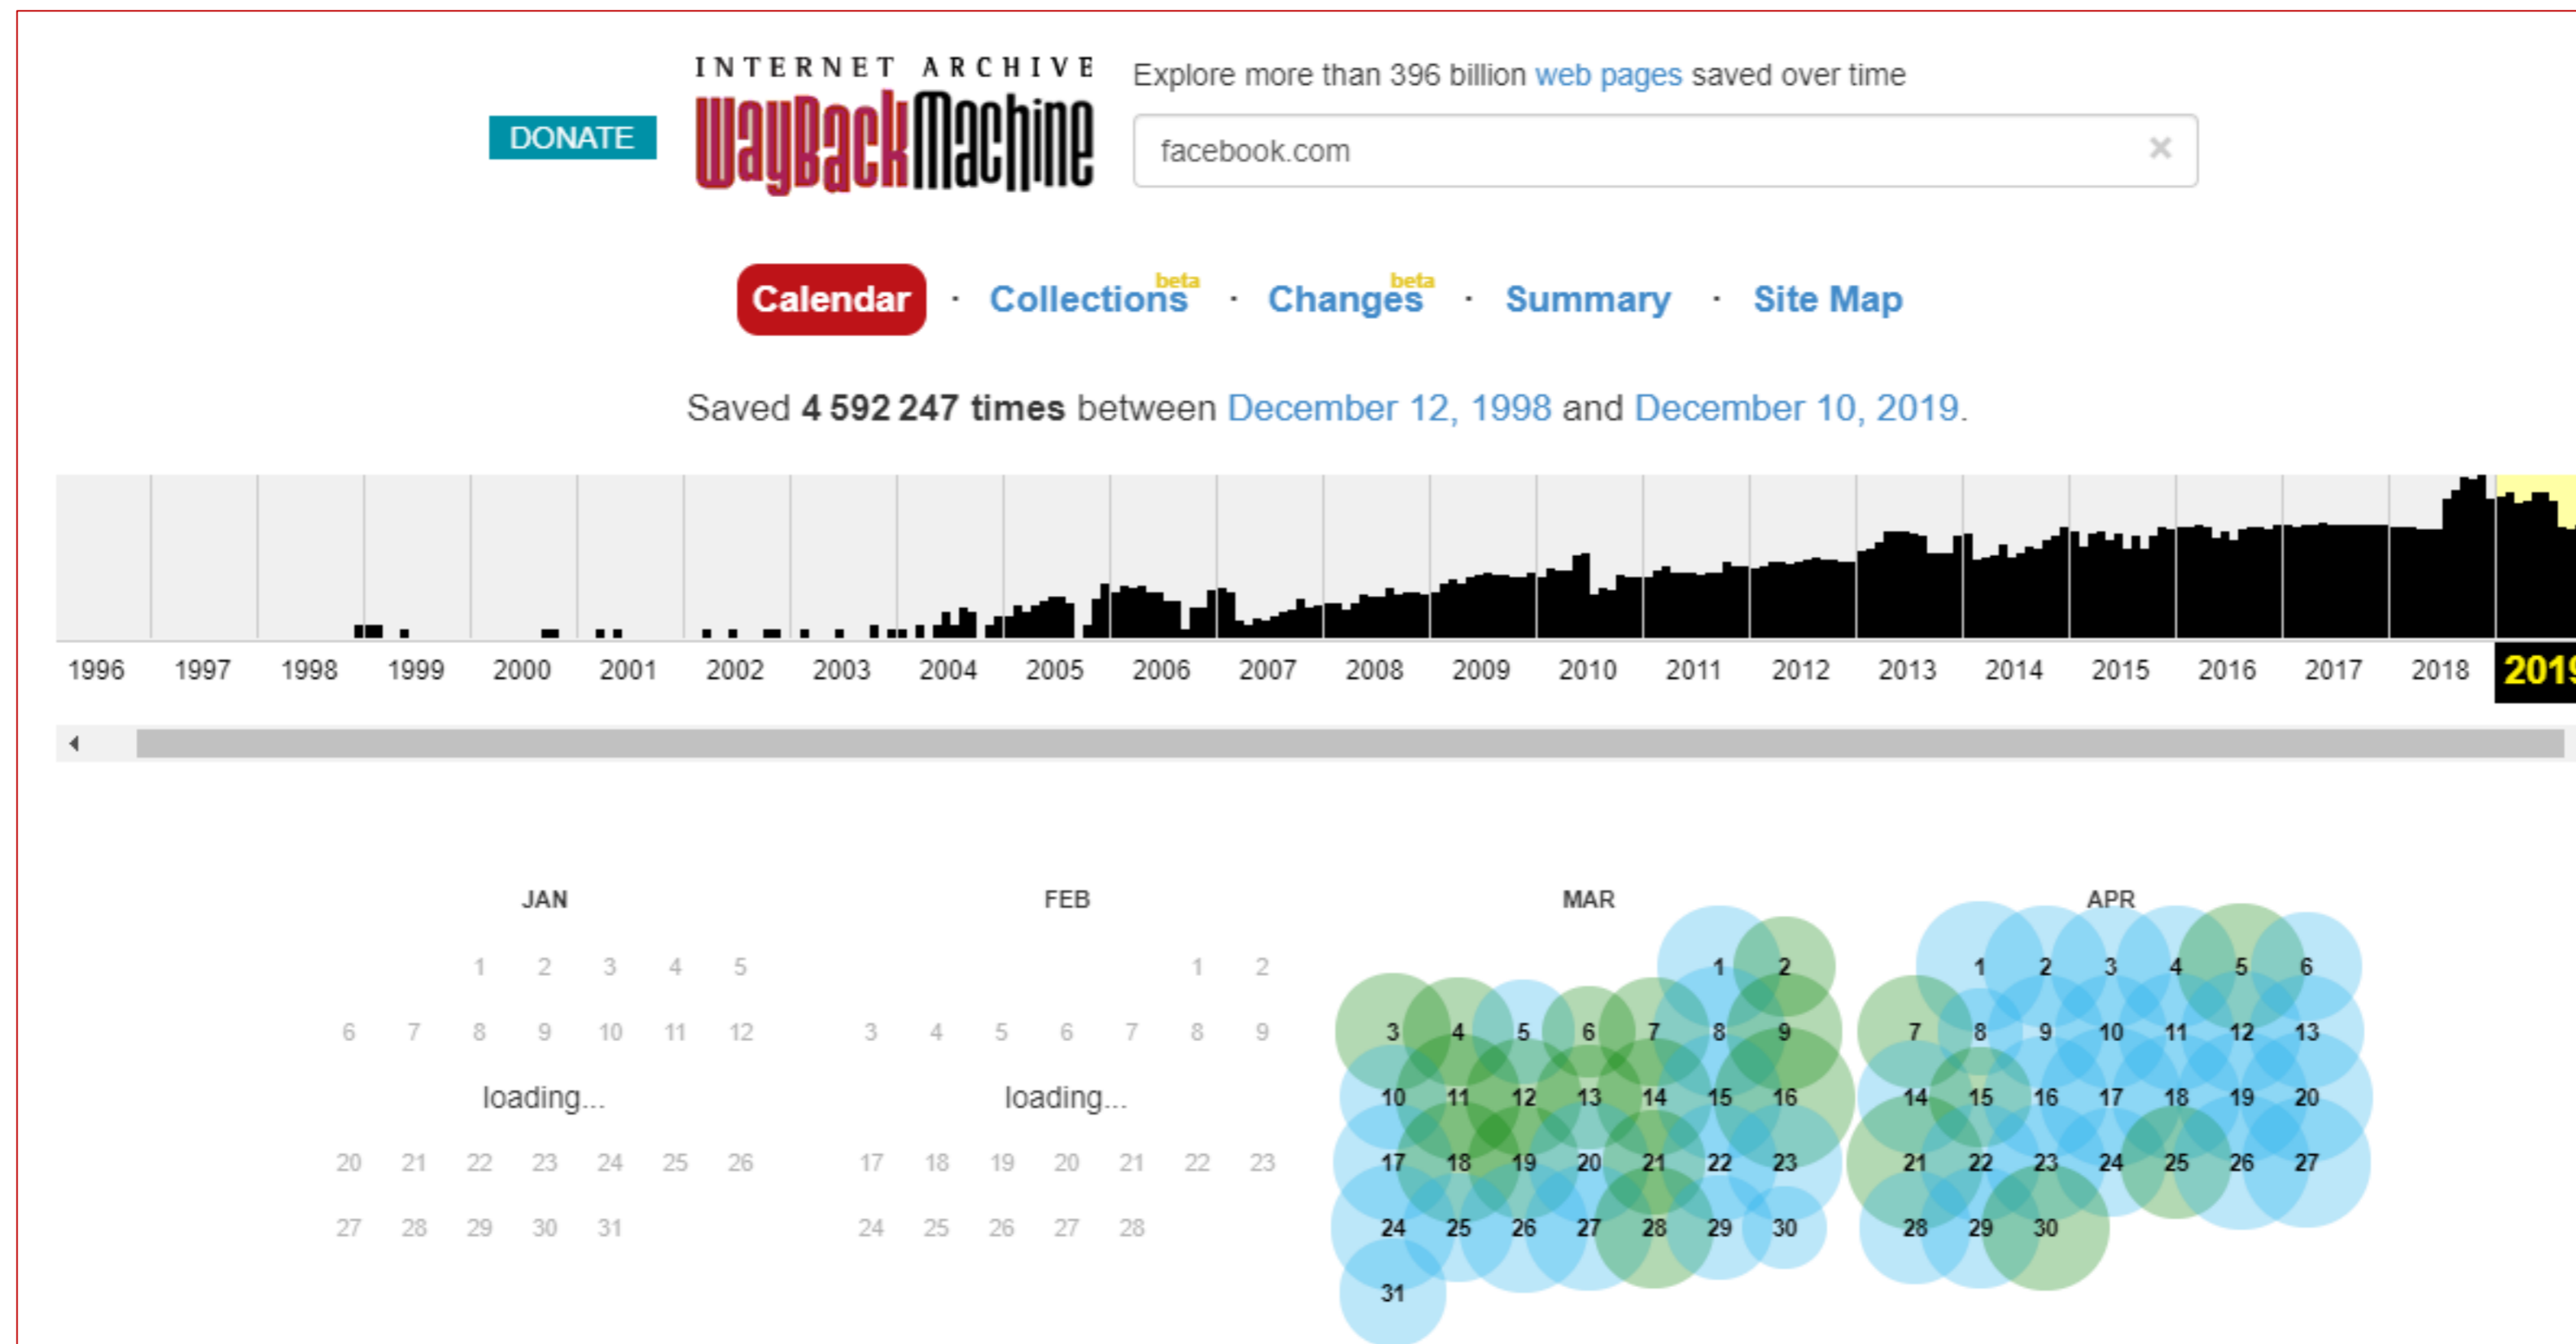 INTERNET ARCHIVE
WayBackMachine
DONATE
Explore more than 396 billion web pages saved over time
facebook.com
×
Calendar · Collections beta · Changes beta · Summary · Site Map
Saved 4 592 247 times between December 12, 1998 and December 10, 2019.
1996 1997 1998 1999 2000 2001 2002 2003 2004 2005 2006 2007 2008 2009 2010 2011 2012 2013 2014 2015 2016 2017 2018 2019
JAN
1 2 3 4 5
6 7 8 9 10 11 12
loading...
20 21 22 23 24 25 26
27 28 29 30 31
FEB
1 2
3 4 5 6 7 8 9
loading...
17 18 19 20 21 22 23
24 25 26 27 28
MAR
1 2
3 4 5 6 7 8 9
10 11 12 13 14 15 16
17 18 19 20 21 22 23
24 25 26 27 28 29 30
31
APR
1 2 3 4 5 6
7 8 9 10 11 12 13
14 15 16 17 18 19 20
21 22 23 24 25 26 27
28 29 30